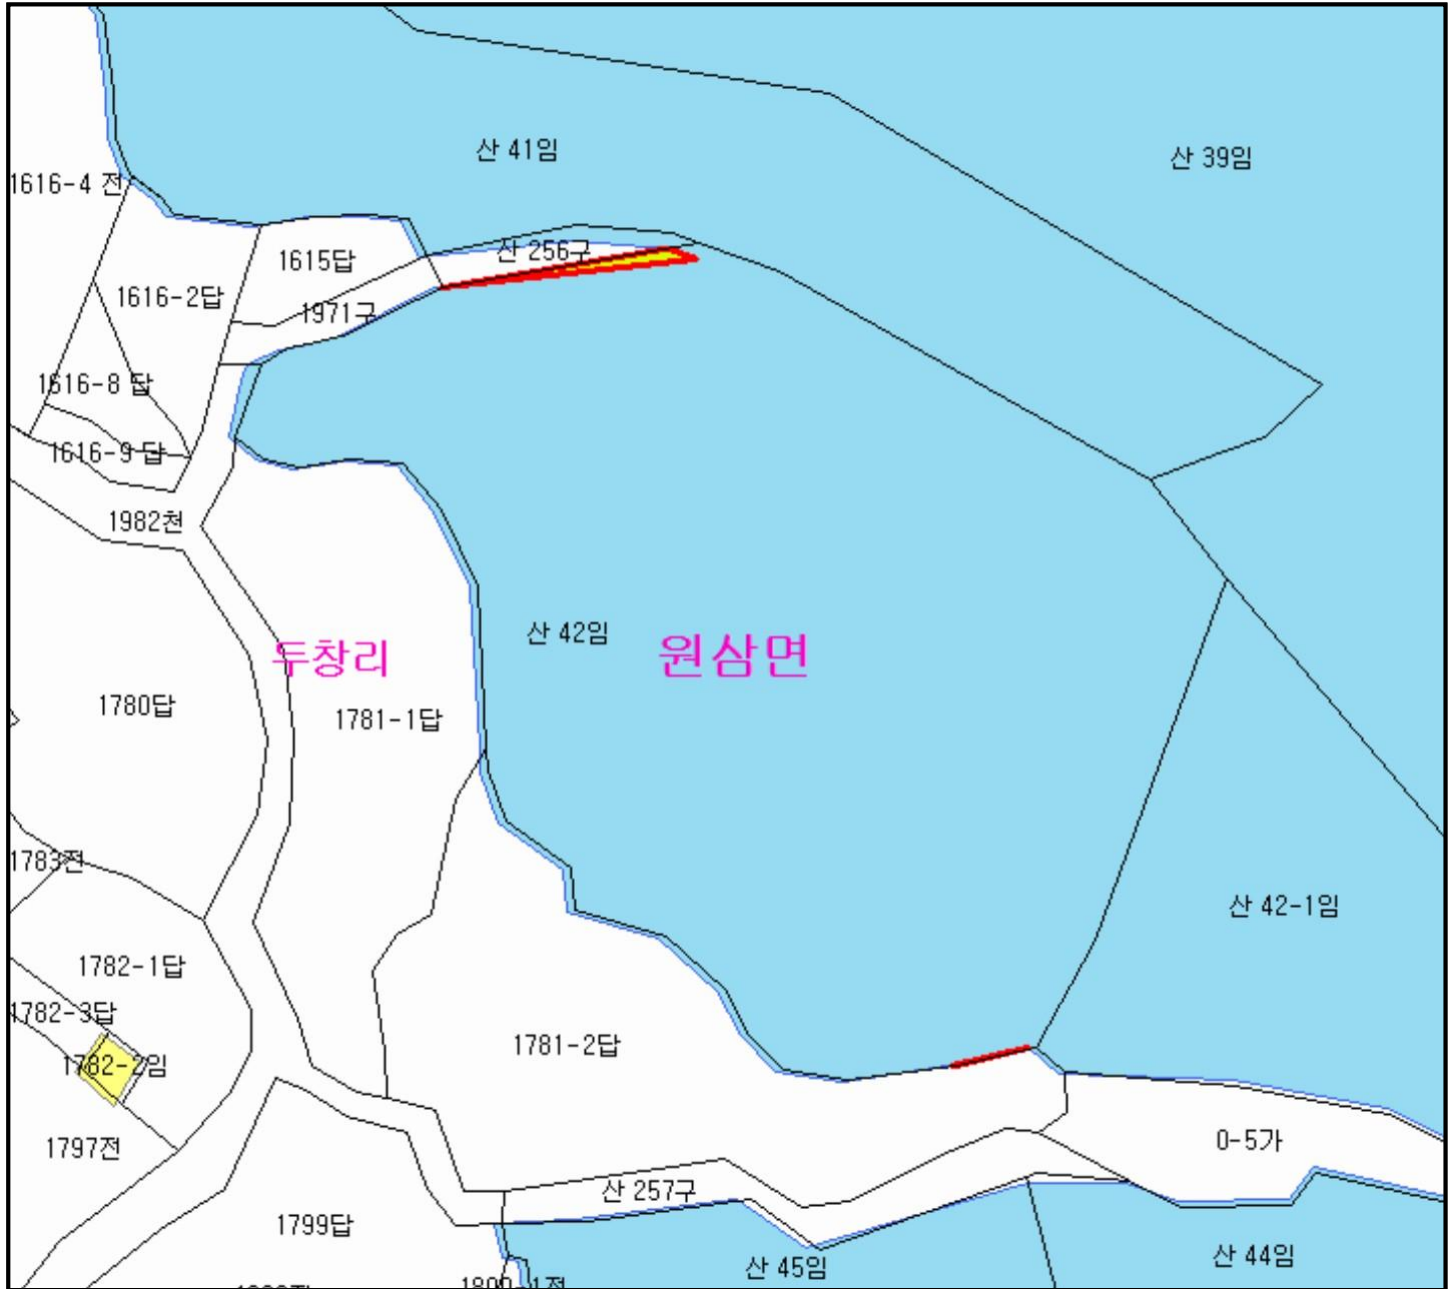 산 41임
산 39임
1616-4 전
산 256구
1615답
1616-2답
1971구
1616-8 답
1616-9 답
1982천
산 42임
원삼면
두창리
1780답
1781-1답
1783전
산 42-1임
1782-1답
1782-3답
1781-2답
1782-2임
1797전
0-5가
산 257구
1799답
산 44임
산 45임